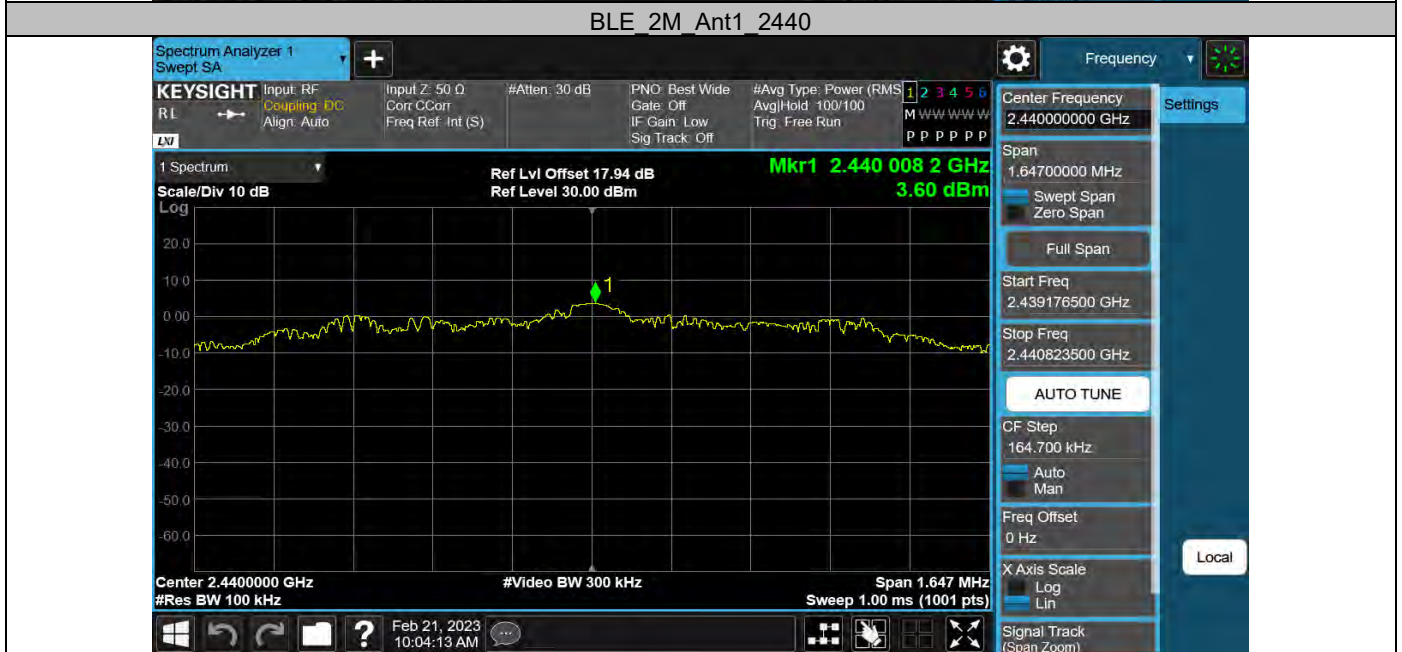 BLE_2M_Ant1_2440
Spectrum Analyzer 1
Swept SA
Frequency
KEYSIGHT
RL
LXI
Input: RF
Coupling: DC
Align: Auto
Input Z: 50 Ω
Corr CCorr
Freq Ref: Int (S)
#Atten: 30 dB
PNO: Best Wide
Gate: Off
IF Gain: Low
Sig Track: Off
#Avg Type: Power (RMS
Avg|Hold: 100/100
Trig: Free Run
1 2 3 4 5 6
M W W W W W
P P P P P P
1 Spectrum
Scale/Div 10 dB
Ref Lvl Offset 17.94 dB
Ref Level 30.00 dBm
Mkr1 2.440 008 2 GHz
3.60 dBm
Log
20.0
10.0
0.00
-10.0
-20.0
-30.0
-40.0
-50.0
-60.0
1
Center 2.4400000 GHz
#Res BW 100 kHz
#Video BW 300 kHz
Span 1.647 MHz
Sweep 1.00 ms (1001 pts)
Feb 21, 2023
10:04:13 AM
Center Frequency
2.440000000 GHz
Settings
Span
1.64700000 MHz
Swept Span
Zero Span
Full Span
Start Freq
2.439176500 GHz
Stop Freq
2.440823500 GHz
AUTO TUNE
CF Step
164.700 kHz
Auto
Man
Freq Offset
0 Hz
X Axis Scale
Log
Lin
Local
Signal Track
(Span Zoom)